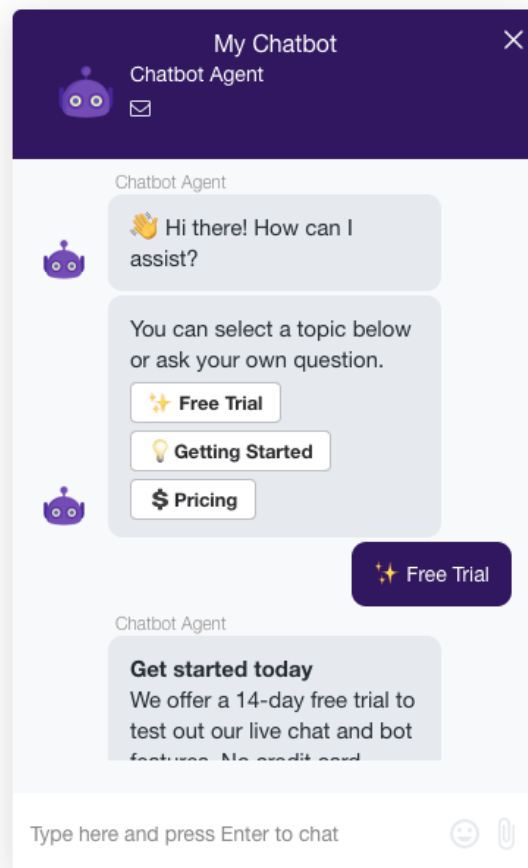 My Chatbot
Chatbot Agent
Chatbot Agent
👋 Hi there! How can I
assist?
You can select a topic below
or ask your own question.
✨ Free Trial
💡 Getting Started
$ Pricing
✨ Free Trial
Chatbot Agent
Get started today
We offer a 14-day free trial to
test out our live chat and bot
features. No credit card
Type here and press Enter to chat